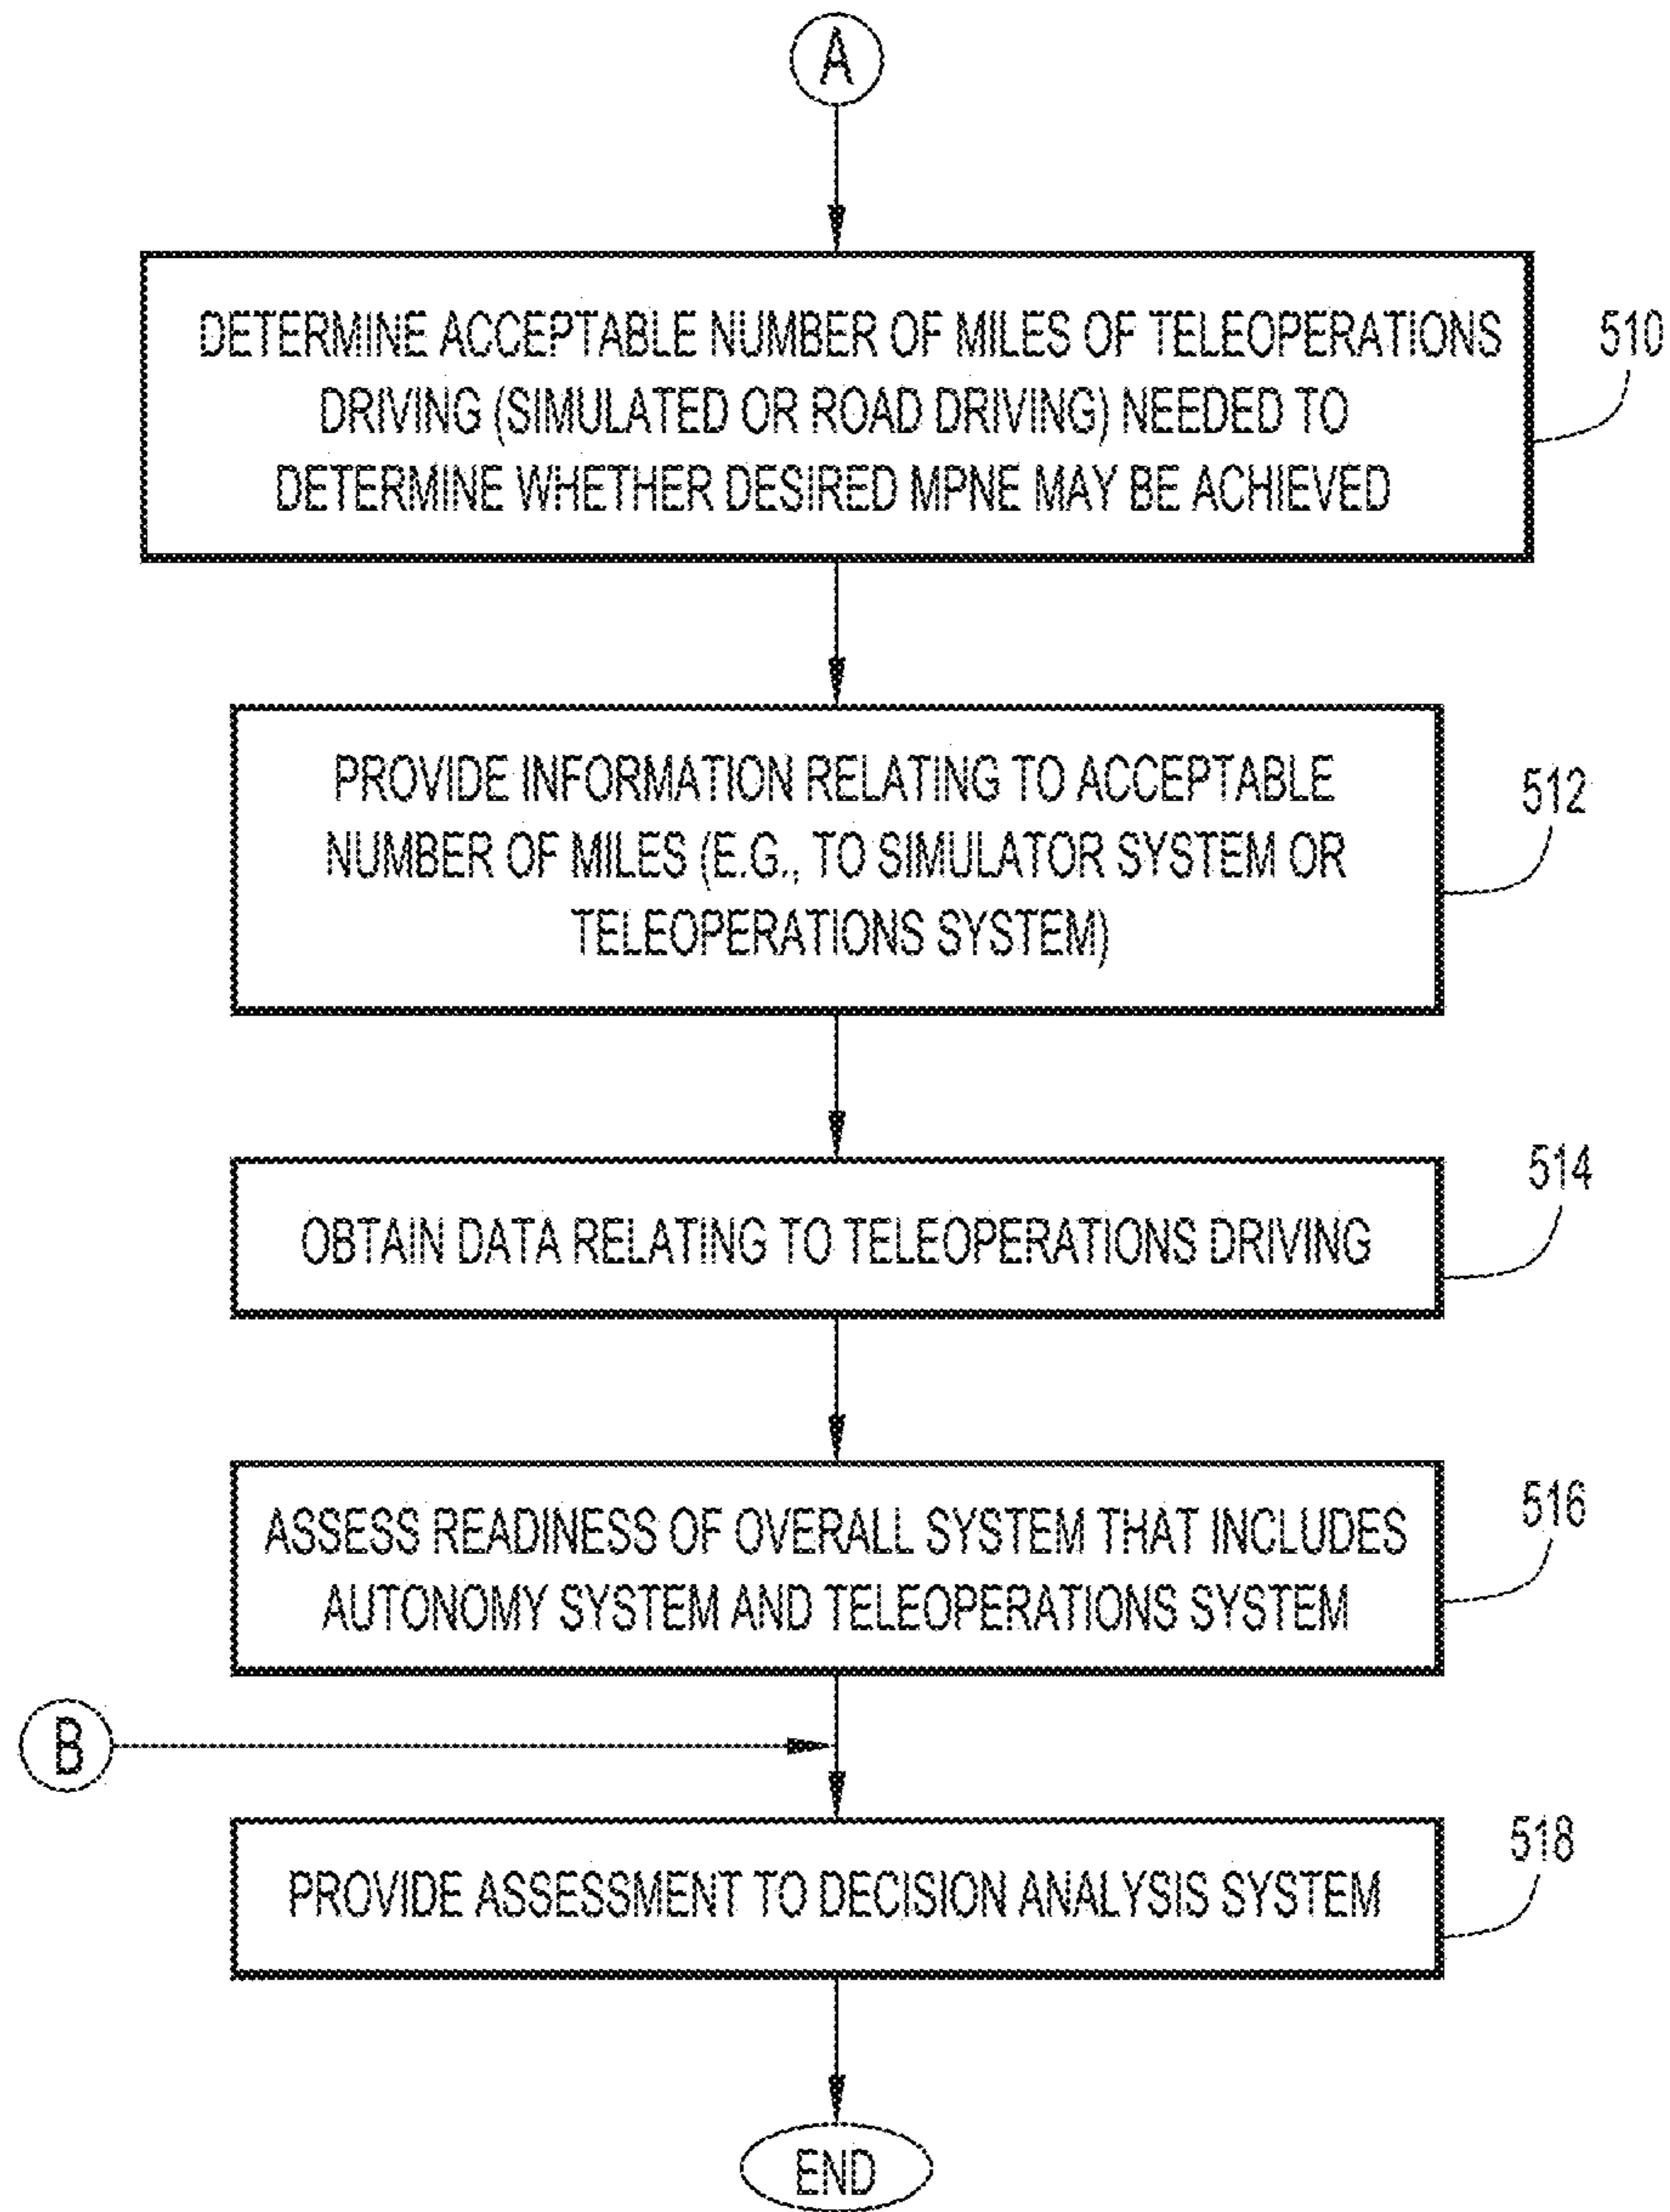 A
DETERMINE ACCEPTABLE NUMBER OF MILES OF TELEOPERATIONS
DRIVING (SIMULATED OR ROAD DRIVING) NEEDED TO
DETERMINE WHETHER DESIRED MPNE MAY BE ACHIEVED
510
PROVIDE INFORMATION RELATING TO ACCEPTABLE
NUMBER OF MILES (E.G., TO SIMULATOR SYSTEM OR
TELEOPERATIONS SYSTEM)
512
OBTAIN DATA RELATING TO TELEOPERATIONS DRIVING
514
ASSESS READINESS OF OVERALL SYSTEM THAT INCLUDES
AUTONOMY SYSTEM AND TELEOPERATIONS SYSTEM
516
B
PROVIDE ASSESSMENT TO DECISION ANALYSIS SYSTEM
518
END